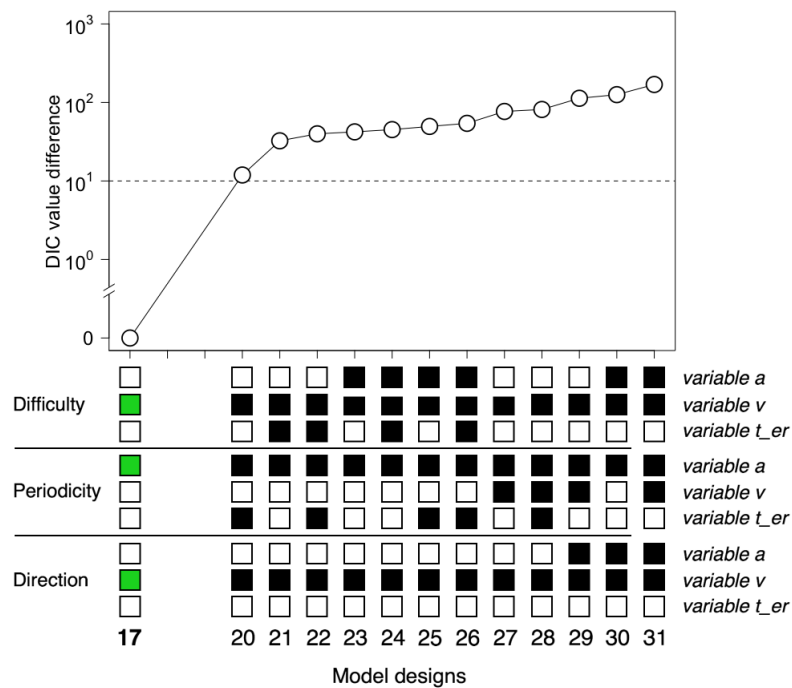 10³
10²
10¹
10⁰
0
DIC value difference
Difficulty
variable a
variable v
variable t_er
Periodicity
variable a
variable v
variable t_er
Direction
variable a
variable v
variable t_er
17 20 21 22 23 24 25 26 27 28 29 30 31
Model designs